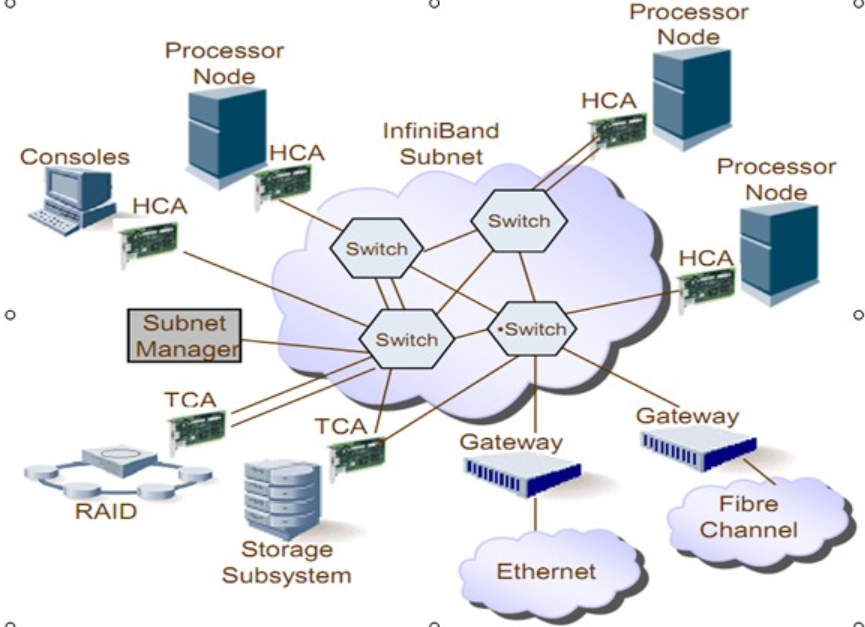 Processor
Node
Processor
Node
HCA
InfiniBand
Subnet
HCA
Consoles
HCA
Processor
Node
HCA
Switch
Switch
Switch
•Switch
Subnet
Manager
TCA
TCA
RAID
Storage
Subsystem
Gateway
Gateway
Fibre
Channel
Ethernet